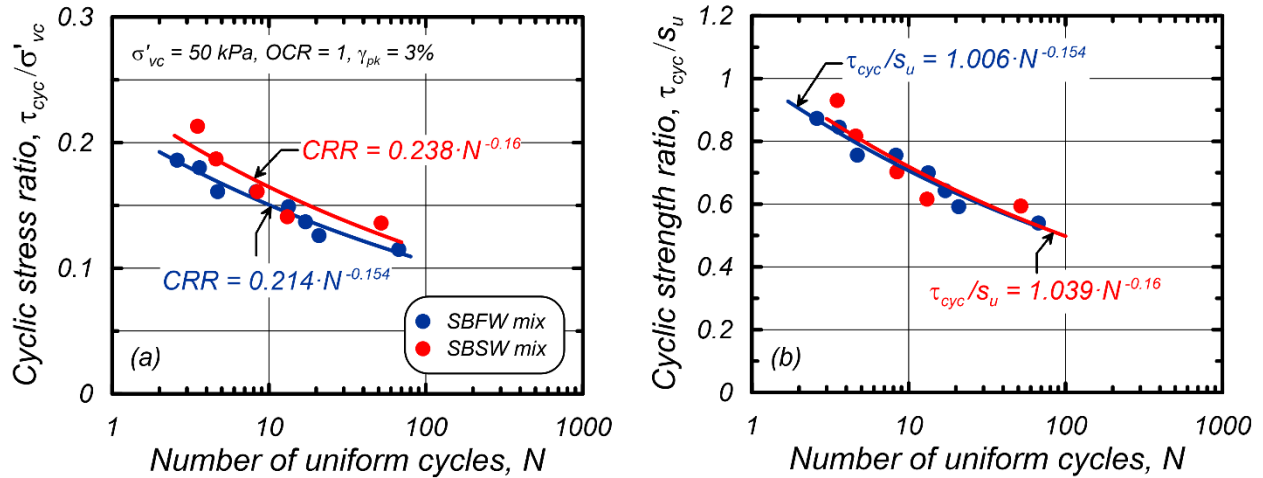 Cyclic stress ratio, τcyc/σ'vc
0.3
0.2
0.1
0
σ'vc = 50 kPa, OCR = 1, γpk = 3%
CRR = 0.238·N^-0.16
CRR = 0.214·N^-0.154
(a)
SBFW mix
SBSW mix
1 10 100 1000
Number of uniform cycles, N
Cyclic strength ratio, τcyc/su
1.2
1
0.8
0.6
0.4
0.2
0
τcyc/su = 1.006·N^-0.154
τcyc/su = 1.039·N^-0.16
(b)
1 10 100 1000
Number of uniform cycles, N